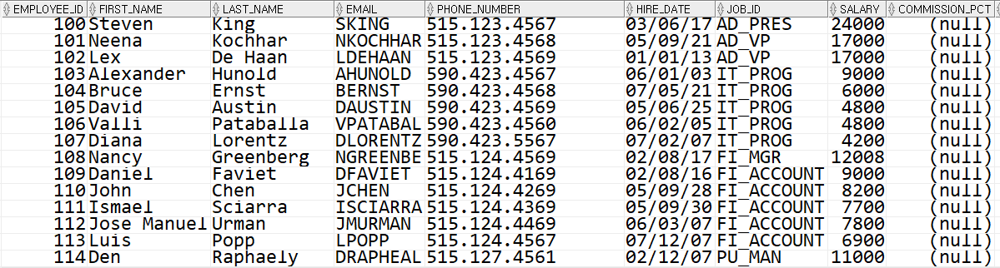 EMPLOYEE_ID FIRST_NAME LAST_NAME EMAIL PHONE_NUMBER HIRE_DATE JOB_ID SALARY COMMISSION_PCT
100 Steven King SKING 515.123.4567 03/06/17 AD_PRES 24000 (null)
101 Neena Kochhar NKOCHHAR 515.123.4568 05/09/21 AD_VP 17000 (null)
102 Lex De Haan LDEHAAN 515.123.4569 01/01/13 AD_VP 17000 (null)
103 Alexander Hunold AHUNOLD 590.423.4567 06/01/03 IT_PROG 9000 (null)
104 Bruce Ernst BERNST 590.423.4568 07/05/21 IT_PROG 6000 (null)
105 David Austin DAUSTIN 590.423.4569 05/06/25 IT_PROG 4800 (null)
106 Valli Pataballa VPATABAL 590.423.4560 06/02/05 IT_PROG 4800 (null)
107 Diana Lorentz DLORENTZ 590.423.5567 07/02/07 IT_PROG 4200 (null)
108 Nancy Greenberg NGREENBE 515.124.4569 02/08/17 FI_MGR 12008 (null)
109 Daniel Faviet DFAVIET 515.124.4169 02/08/16 FI_ACCOUNT 9000 (null)
110 John Chen JCHEN 515.124.4269 05/09/28 FI_ACCOUNT 8200 (null)
111 Ismael Sciarra ISCIARRA 515.124.4369 05/09/30 FI_ACCOUNT 7700 (null)
112 Jose Manuel Urman JMURMAN 515.124.4469 06/03/07 FI_ACCOUNT 7800 (null)
113 Luis Popp LPOPP 515.124.4567 07/12/07 FI_ACCOUNT 6900 (null)
114 Den Raphaely DRAPHEAL 515.127.4561 02/12/07 PU_MAN 11000 (null)